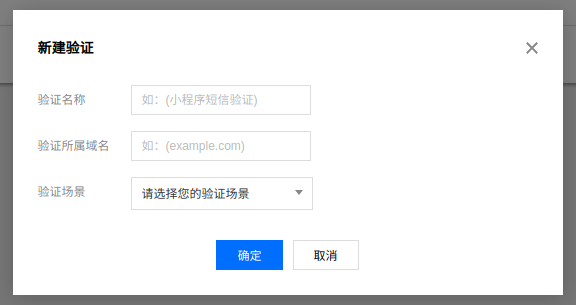 新建验证
验证名称 如：(小程序短信验证)
验证所属域名 如：(example.com)
验证场景 请选择您的验证场景
确定 取消